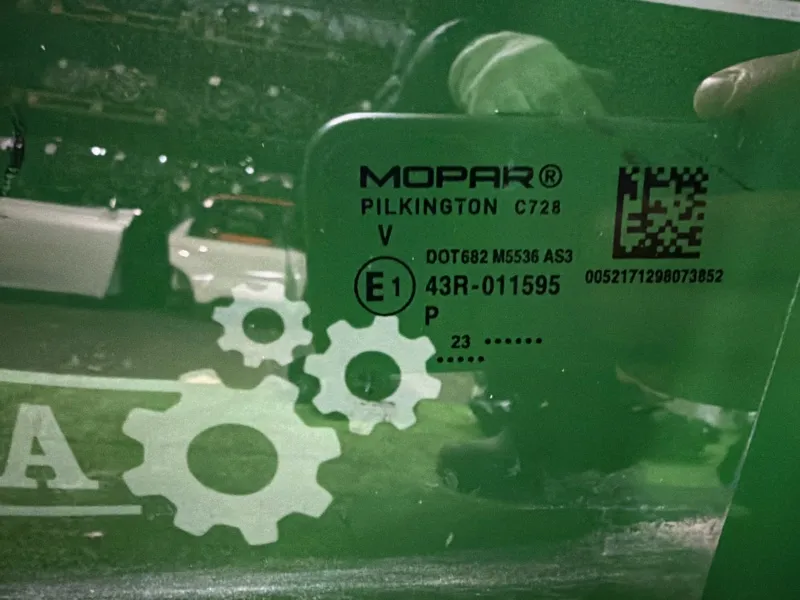 MOPAR®
PILKINGTON C728
V
DOT682 M5536 AS3
E1 43R-011595
0052171298073852
P
23 ••••••
•••••
A